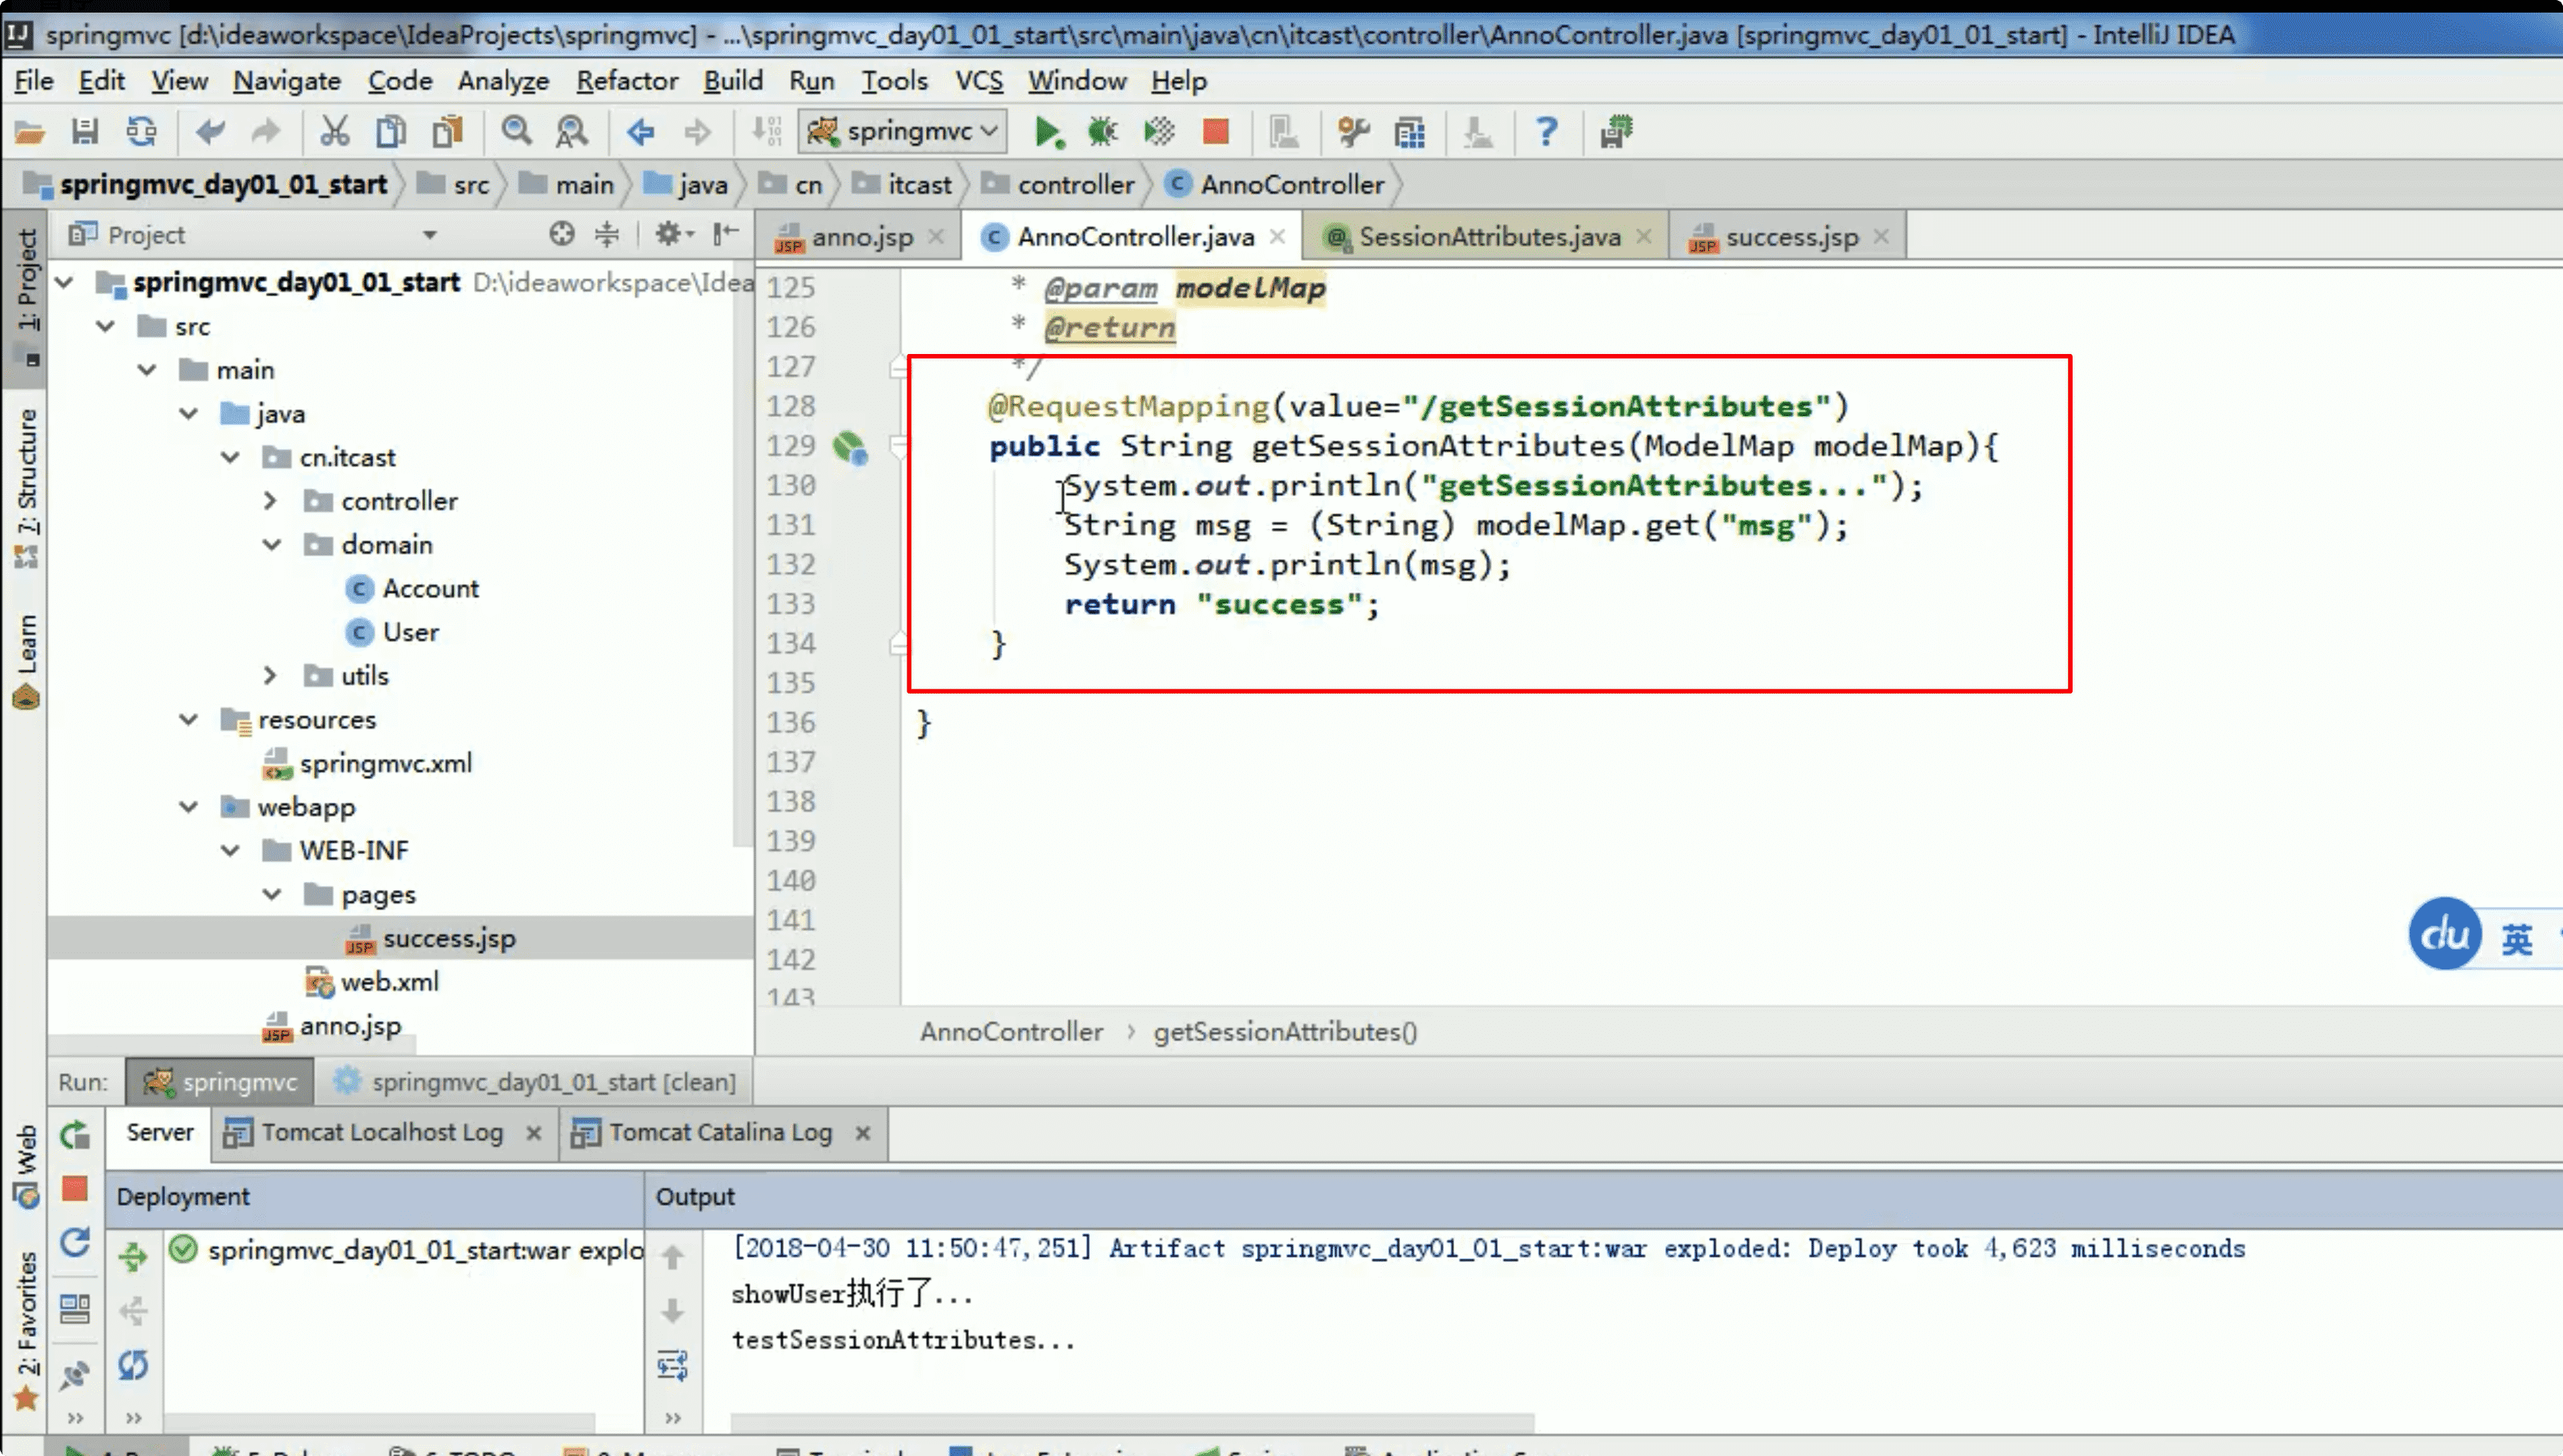 springmvc [d:\ideaworkspace\IdeaProjects\springmvc] - ...\springmvc_day01_01_start\src\main\java\cn\itcast\controller\AnnoController.java [springmvc_day01_01_start] - IntelliJ IDEA
File Edit View Navigate Code Analyze Refactor Build Run Tools VCS Window Help
springmvc
springmvc_day01_01_start src main java cn itcast controller AnnoController
1: Project
7: Structure
Learn
Web
2: Favorites
Project
springmvc_day01_01_start D:\ideaworkspace\Idea
src
main
java
cn.itcast
controller
domain
Account
User
utils
resources
springmvc.xml
webapp
WEB-INF
pages
success.jsp
web.xml
anno.jsp
anno.jsp AnnoController.java SessionAttributes.java success.jsp
125 * @param modelMap
126 * @return
127 */
128 @RequestMapping(value="/getSessionAttributes")
129 public String getSessionAttributes(ModelMap modelMap){
130 System.out.println("getSessionAttributes...");
131 String msg = (String) modelMap.get("msg");
132 System.out.println(msg);
133 return "success";
134 }
135
136 }
137
138
139
140
141
142
143
du 英
AnnoController › getSessionAttributes()
Run: springmvc springmvc_day01_01_start [clean]
Server Tomcat Localhost Log Tomcat Catalina Log
Deployment
springmvc_day01_01_start:war explo
Output
[2018-04-30 11:50:47,251] Artifact springmvc_day01_01_start:war exploded: Deploy took 4,623 milliseconds
showUser执行了...
testSessionAttributes...